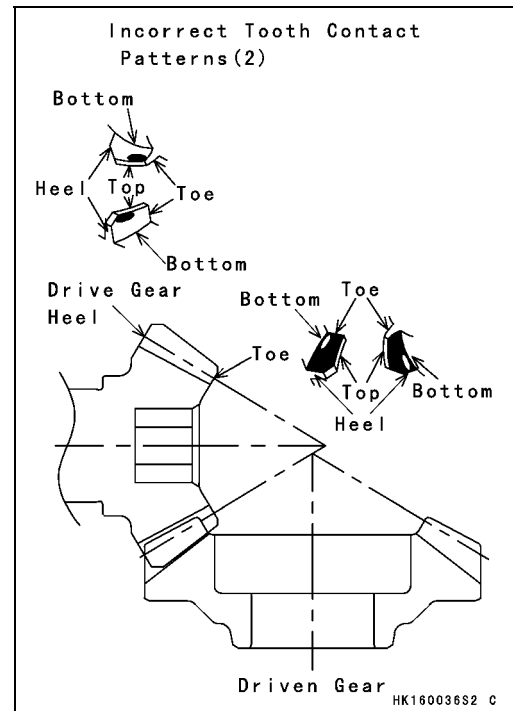 Incorrect Tooth Contact
Patterns(2)
Bottom
Heel
Top
Toe
Bottom
Drive Gear
Heel
Toe
Bottom
Toe
Top
Bottom
Heel
Driven Gear
HK160036S2 C